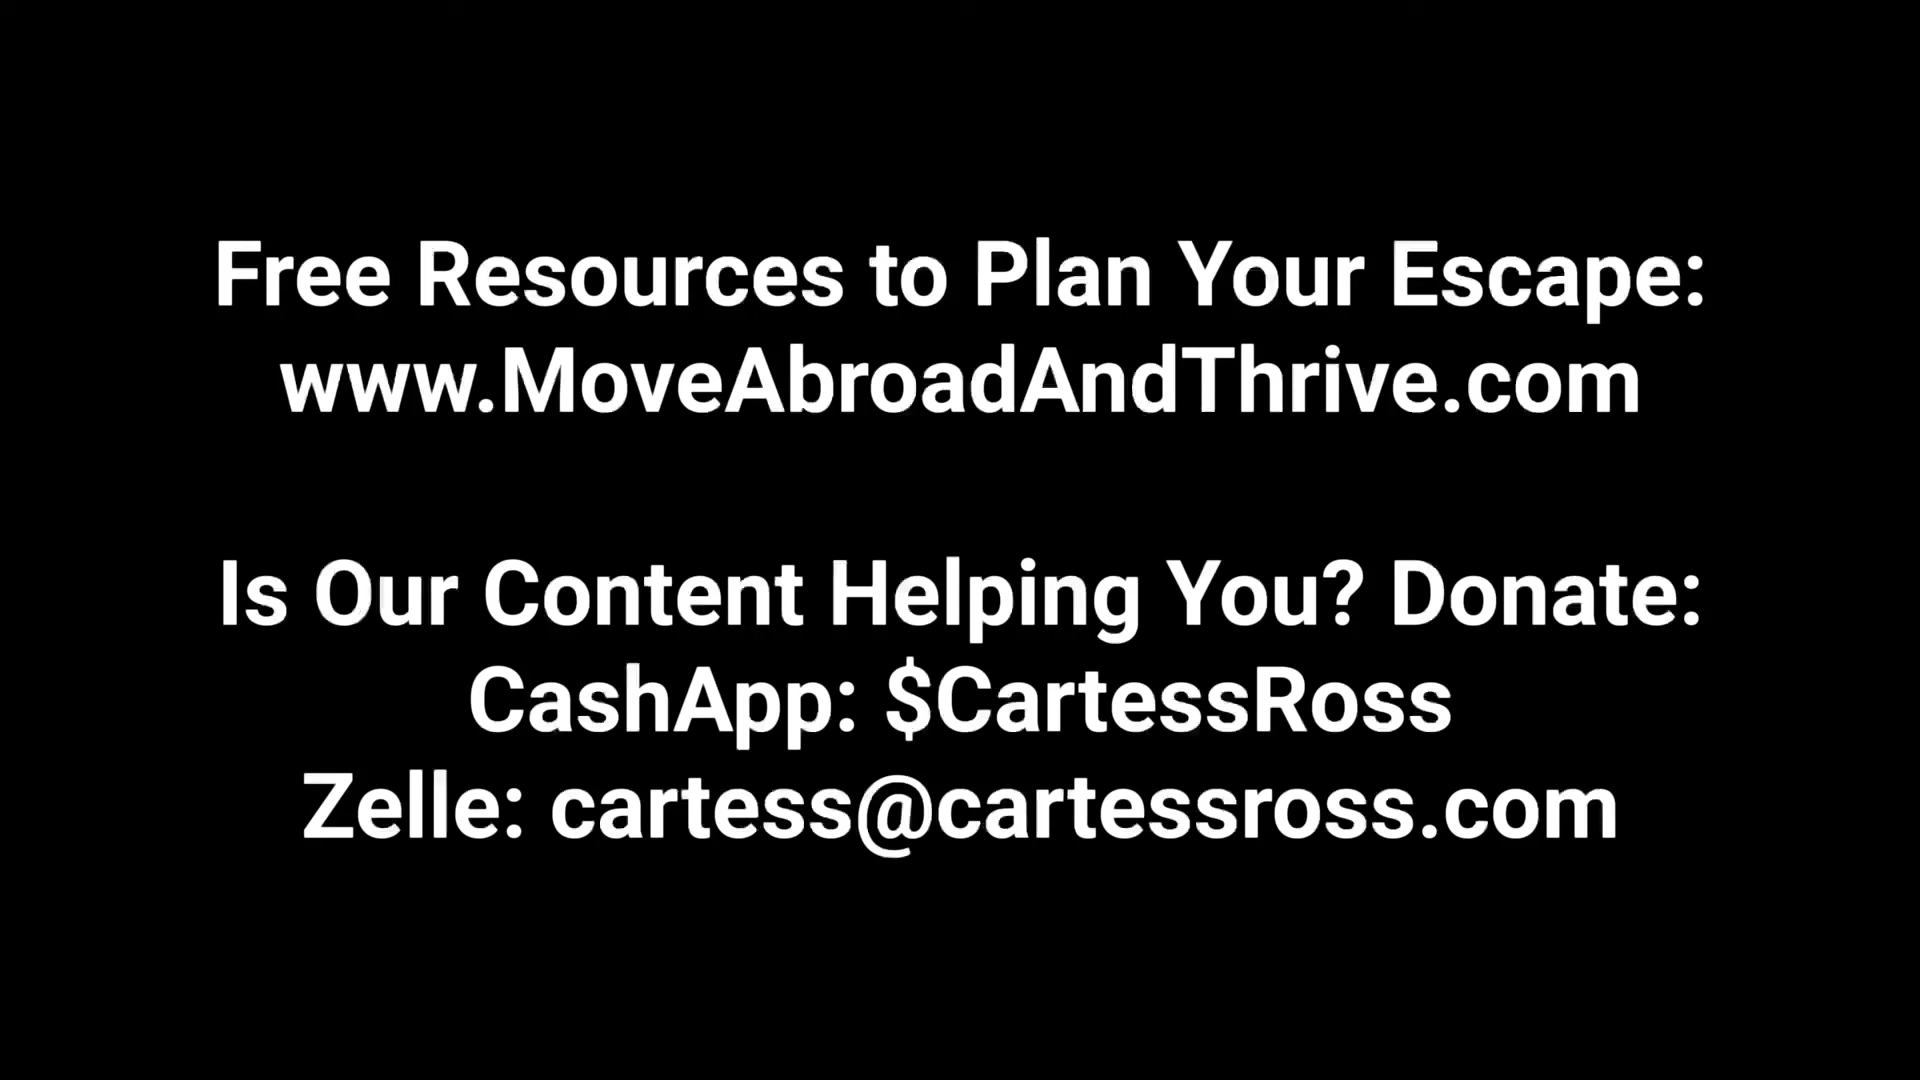 Free Resources to Plan Your Escape:
www.MoveAbroadAndThrive.com
Is Our Content Helping You? Donate:
CashApp: $CartessRoss
Zelle: cartess@cartessross.com